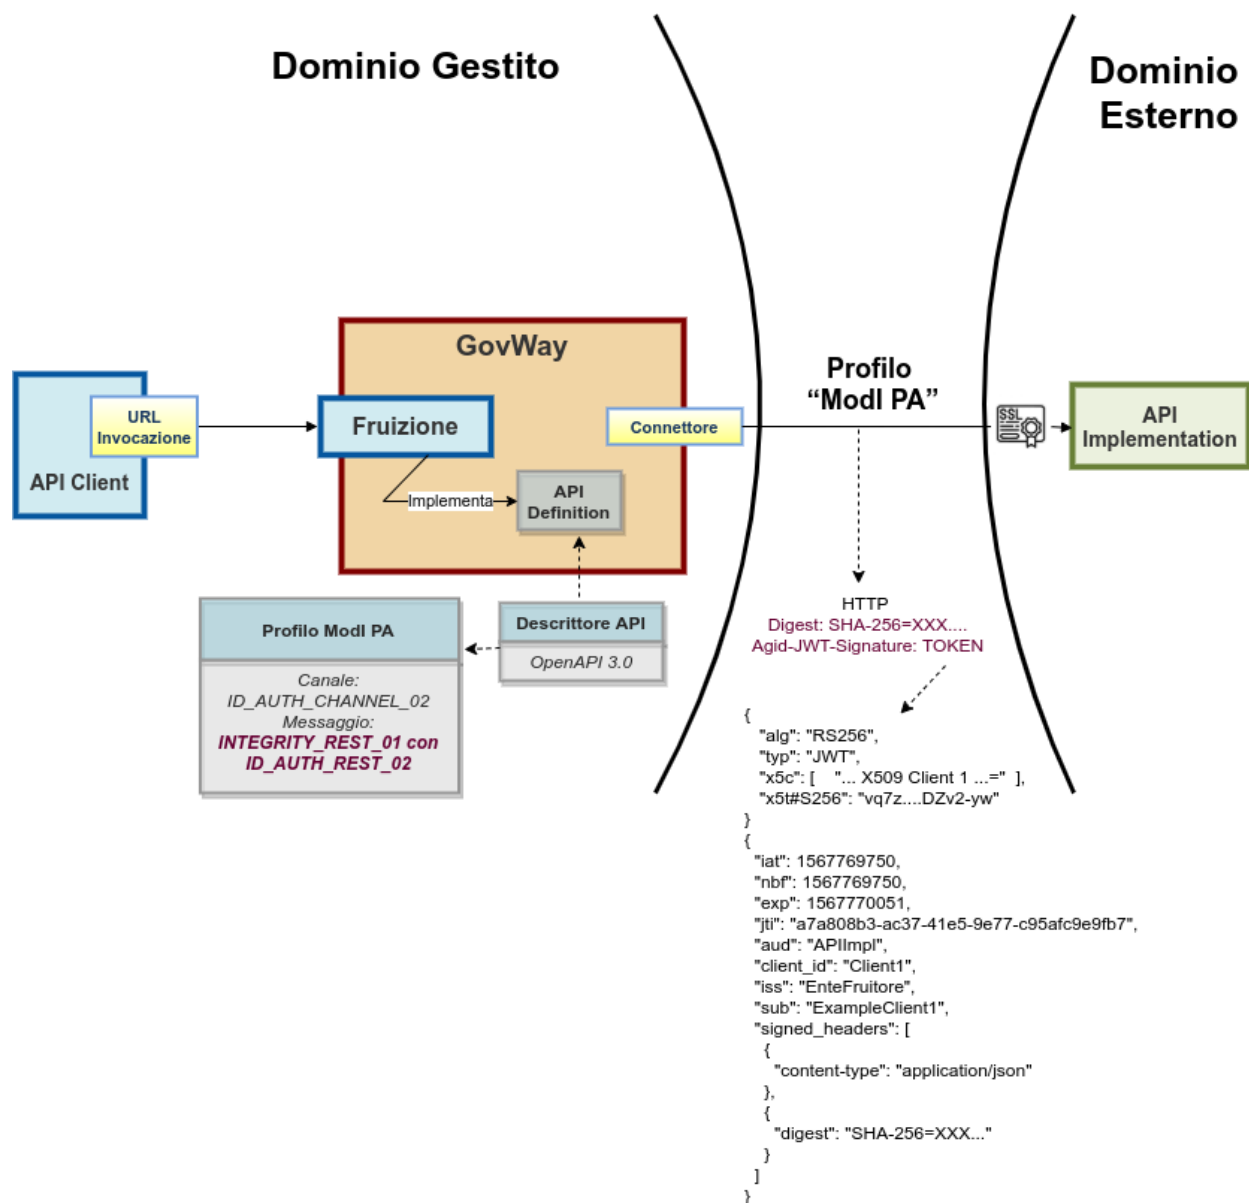 Dominio Gestito
Dominio
Esterno
GovWay
Profilo
“ModI PA”
URL
Invocazione
API Client
Fruizione
Connettore
SSL
API
Implementation
Implementa
API
Definition
Profilo ModI PA
Canale:
ID_AUTH_CHANNEL_02
Messaggio:
INTEGRITY_REST_01 con
ID_AUTH_REST_02
Descrittore API
OpenAPI 3.0
HTTP
Digest: SHA-256=XXX....
Agid-JWT-Signature: TOKEN
{
"alg": "RS256",
"typ": "JWT",
"x5c": [ "... X509 Client 1 ...=" ],
"x5t#S256": "vq7z....DZv2-yw"
}
{
"iat": 1567769750,
"nbf": 1567769750,
"exp": 1567770051,
"jti": "a7a808b3-ac37-41e5-9e77-c95afc9e9fb7",
"aud": "APIImpl",
"client_id": "Client1",
"iss": "EnteFruitore",
"sub": "ExampleClient1",
"signed_headers": [
{
"content-type": "application/json"
},
{
"digest": "SHA-256=XXX..."
}
]
}